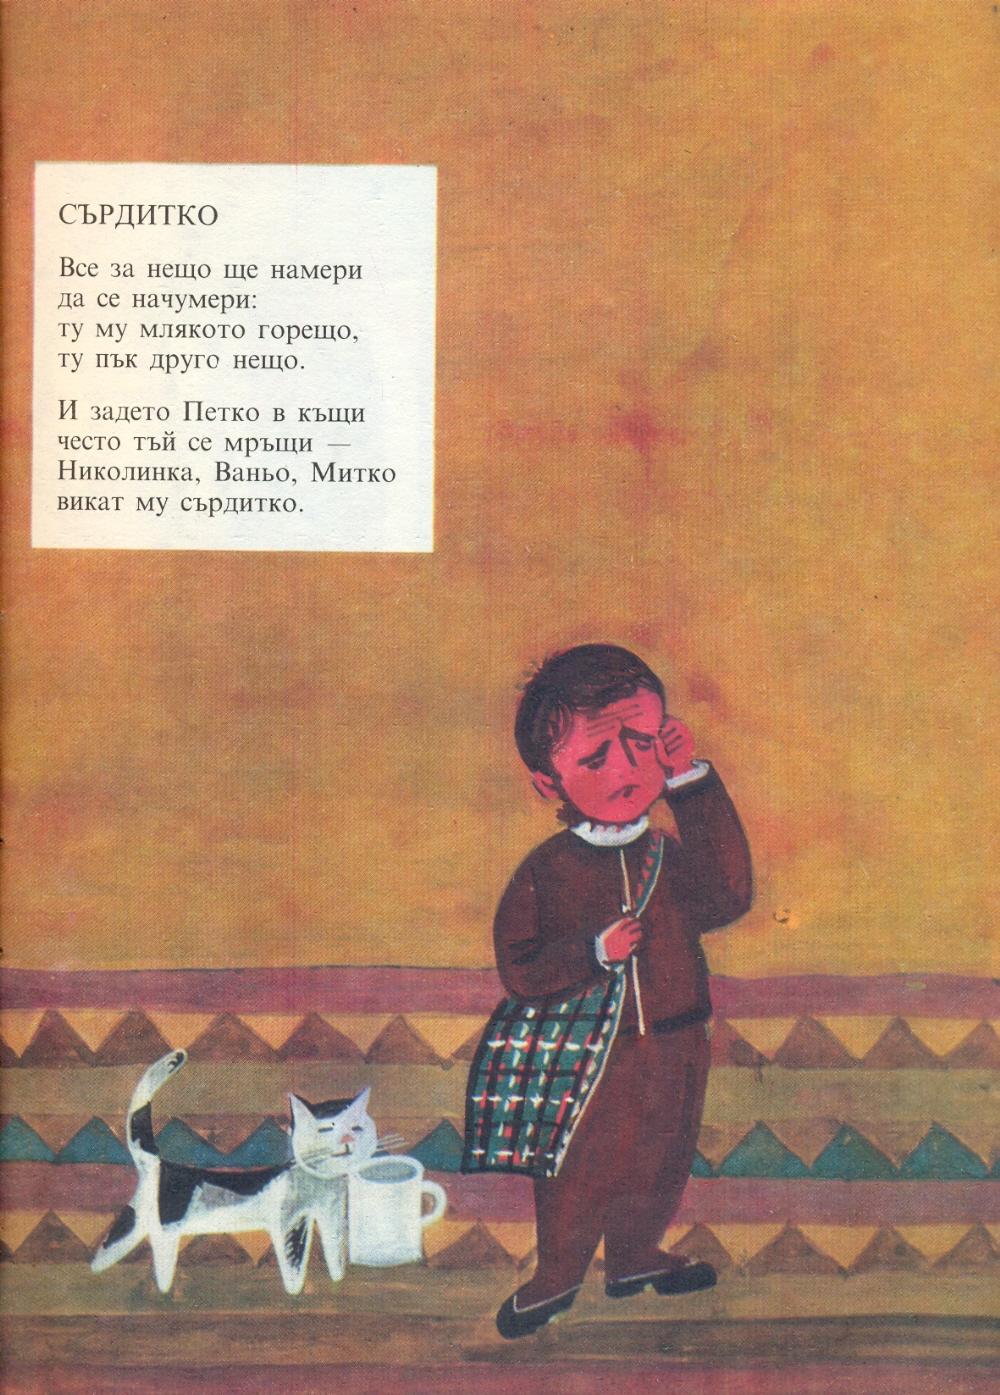 СЪРДИТКО
Все за нещо ще намери
да се начумери:
ту му млякото горещо,
ту пък друго нещо.
И задето Петко в къщи
често тъй се мръщи —
Николинка, Ваньо, Митко
викат му сърдитко.